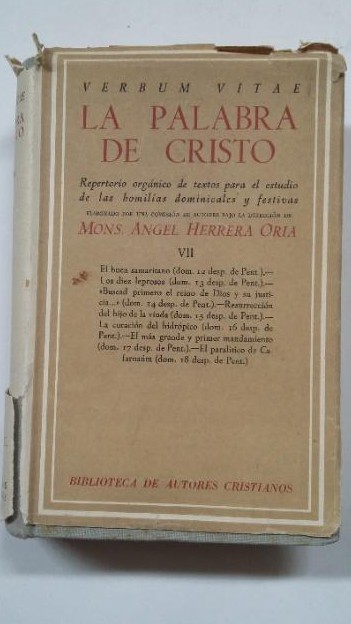 VERBUM VITAE
LA PALABRA
DE CRISTO
Repertorio orgánico de textos para el estudio
de las homilías dominicales y festivas
ELABORADO POR UNA COMISIÓN DE AUTORES BAJO LA DIRECCIÓN DE
MONS. ANGEL HERRERA ORIA
VII
El buen samaritano (dom. 12 desp. de Pent.).—
Los diez leprosos (dom. 13 desp. de Pent.).—
«Buscad primero el reino de Dios y su justi-
cia...» (dom. 14 desp. de Pent.).—Resurrección
del hijo de la viuda (dom. 15 desp. de Pent.).—
La curación del hidrópico (dom. 16 desp. de
Pent.).—El más grande y primer mandamiento
(dom. 17 desp. de Pent.).—El paralítico de Ca-
farnaúm (dom. 18 desp. de Pent.)
BIBLIOTECA DE AUTORES CRISTIANOS